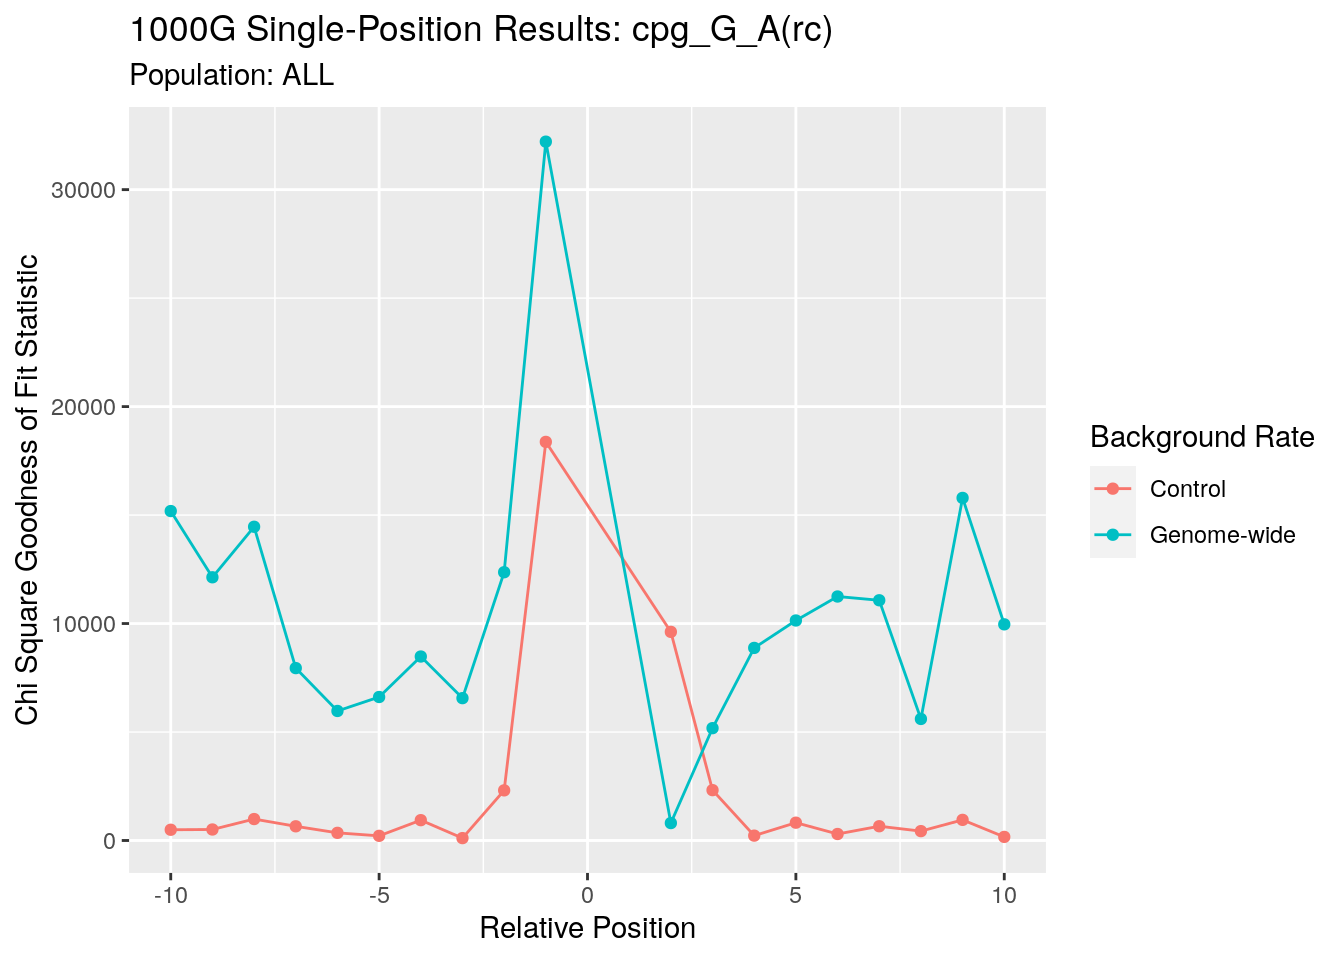 1000G Single-Position Results: cpg_G_A(rc)
Population: ALL
Chi Square Goodness of Fit Statistic
30000
20000
10000
0
-10
-5
0
5
10
Relative Position
Background Rate
Control
Genome-wide